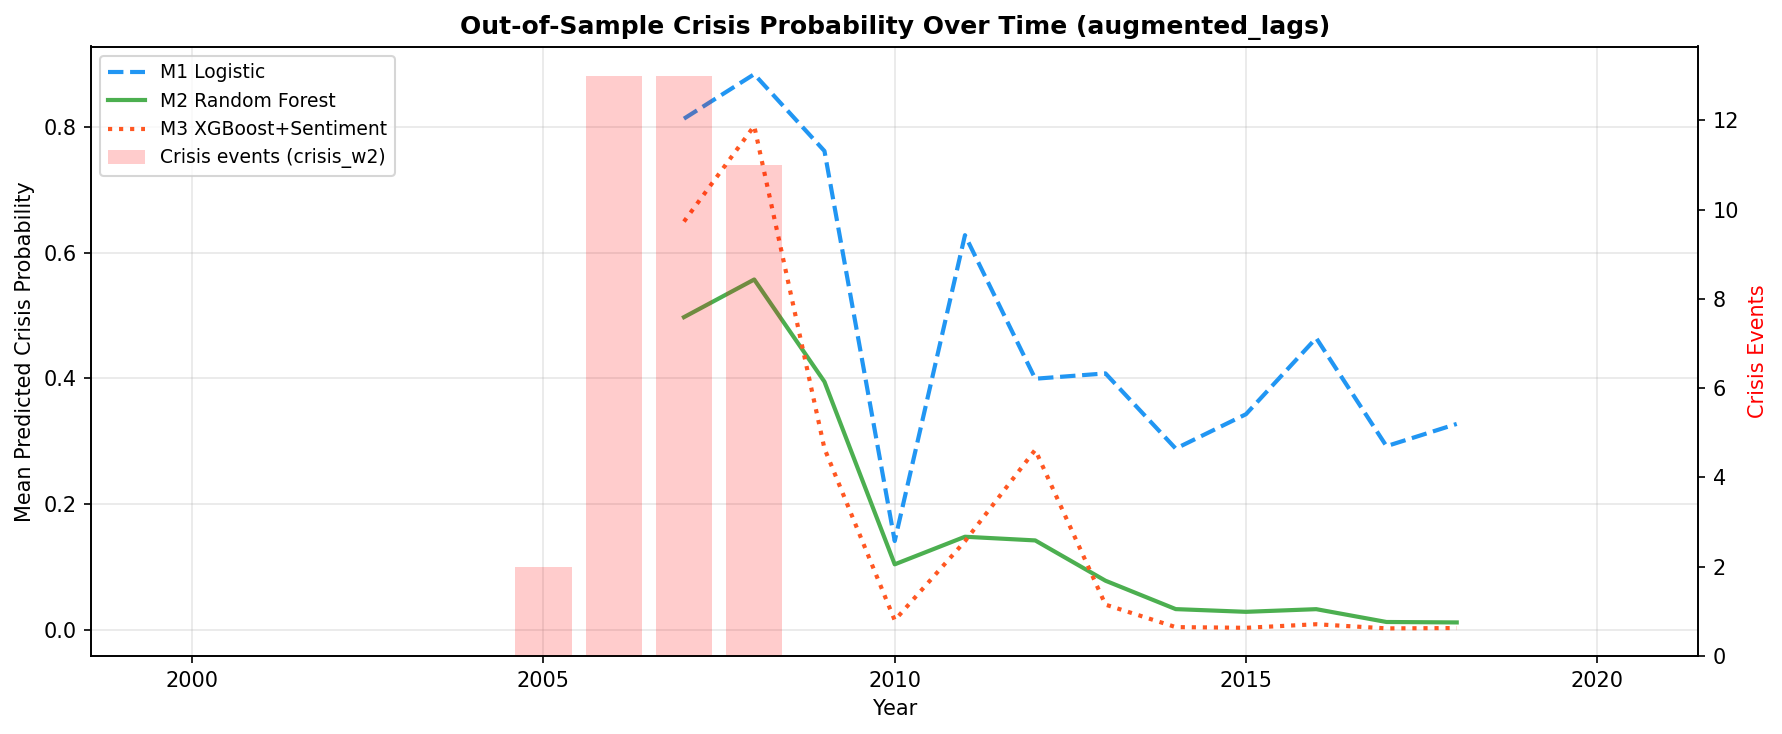 Out-of-Sample Crisis Probability Over Time (augmented_lags)
M1 Logistic
M2 Random Forest
M3 XGBoost+Sentiment
Crisis events (crisis_w2)
Mean Predicted Crisis Probability
0.8
0.6
0.4
0.2
0.0
12
10
8
6
4
2
0
Crisis Events
2000
2005
2010
2015
2020
Year